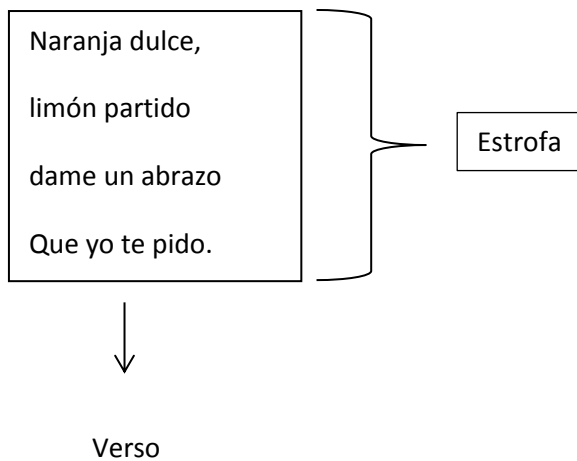 Naranja dulce,
limón partido
dame un abrazo
Que yo te pido.
Estrofa
Verso